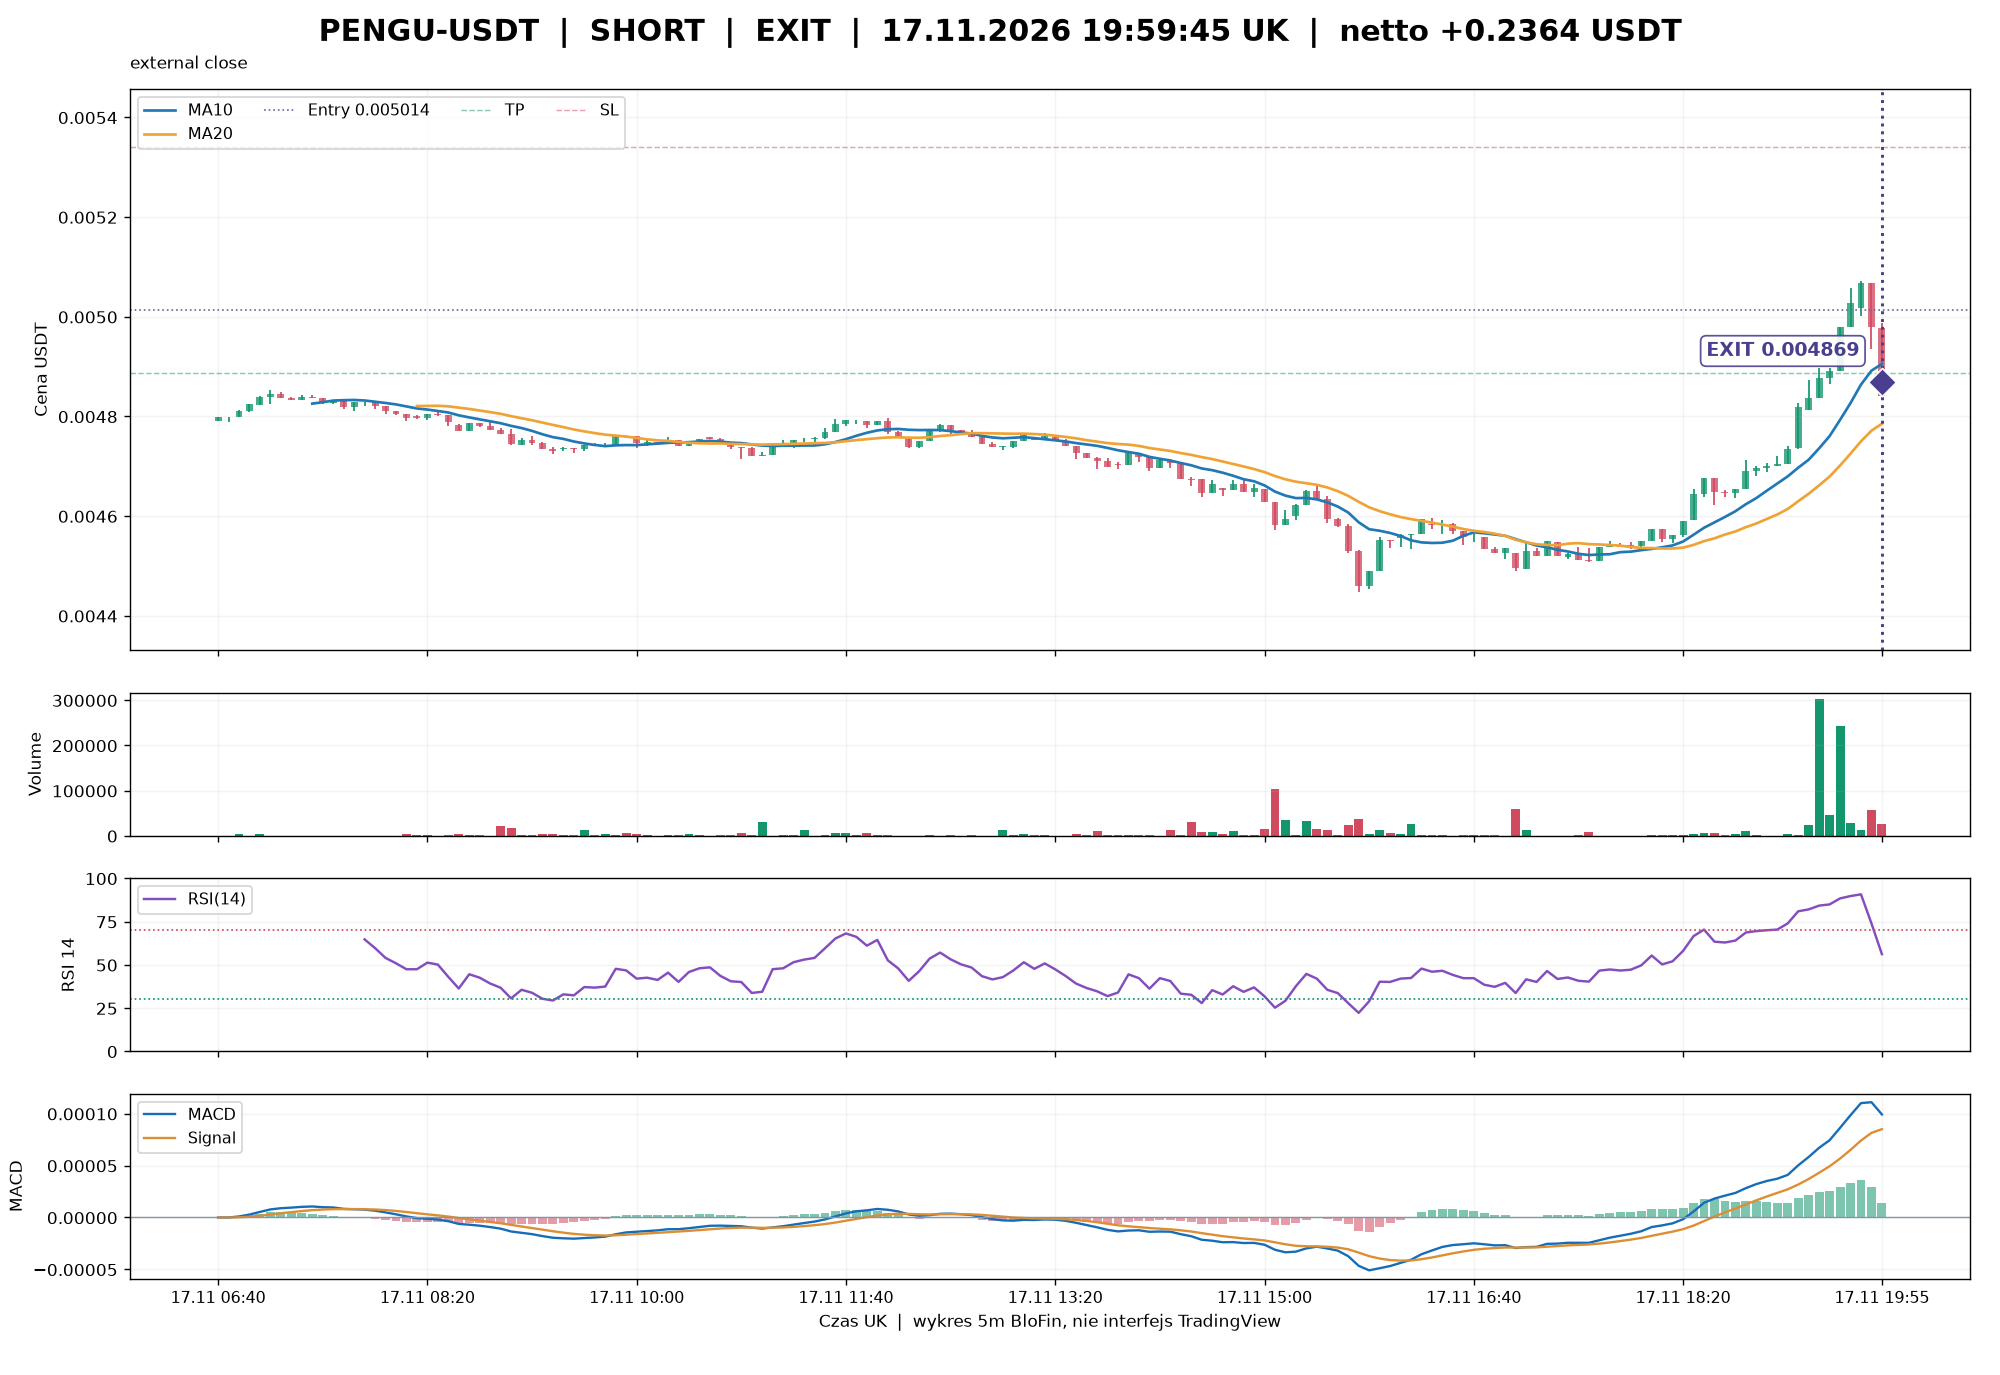 PENGU-USDT | SHORT | EXIT | 17.11.2026 19:59:45 UK | netto +0.2364 USDT
external close
MA10
MA20
Entry 0.005014
TP
SL
Cena USDT
0.0054
0.0052
0.0050
0.0048
0.0046
0.0044
EXIT 0.004869
Volume
300000
200000
100000
0
RSI 14
100
75
50
25
0
RSI(14)
MACD
0.00010
0.00005
0.00000
−0.00005
MACD
Signal
17.11 06:40
17.11 08:20
17.11 10:00
17.11 11:40
17.11 13:20
17.11 15:00
17.11 16:40
17.11 18:20
17.11 19:55
Czas UK | wykres 5m BloFin, nie interfejs TradingView